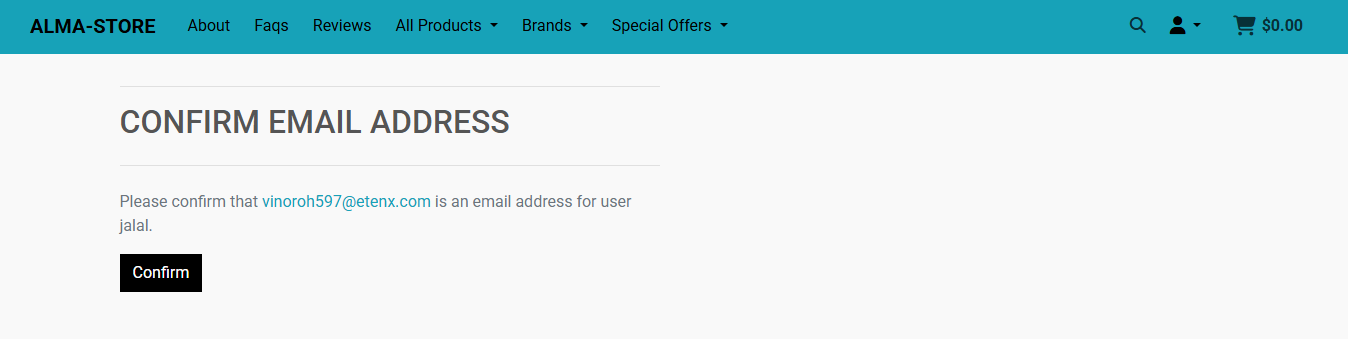 ALMA-STORE About Faqs Reviews All Products Brands Special Offers $0.00
CONFIRM EMAIL ADDRESS
Please confirm that vinoroh597@etenx.com is an email address for user
jalal.
Confirm